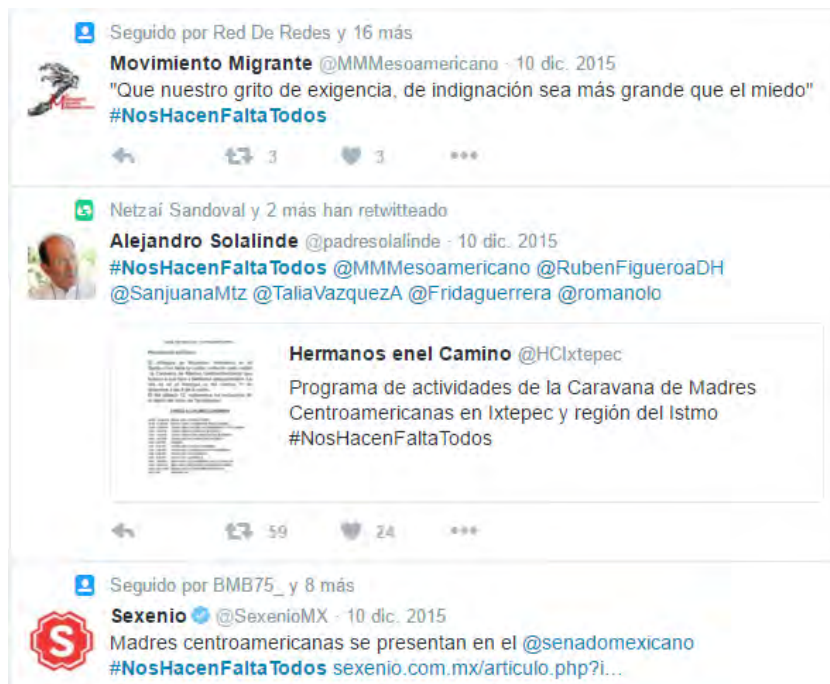 Seguido por Red De Redes y 16 más
Movimiento Migrante @MMMesoamericano · 10 dic. 2015
"Que nuestro grito de exigencia, de indignación sea más grande que el miedo"
#NosHacenFaltaTodos
3 3
Netzaí Sandoval y 2 más han retwitteado
Alejandro Solalinde @padresolalinde · 10 dic. 2015
#NosHacenFaltaTodos @MMMesoamericano @RubenFigueroaDH
@SanjuanaMtz @TaliaVazquezA @Fridaguerrera @romanolo
Hermanos enel Camino @HCIxtepec
Programa de actividades de la Caravana de Madres
Centroamericanas en Ixtepec y región del Istmo
#NosHacenFaltaTodos
59 24
Seguido por BMB75_ y 8 más
S
Sexenio @SexenioMX · 10 dic. 2015
Madres centroamericanas se presentan en el @senadomexicano
#NosHacenFaltaTodos sexenio.com.mx/articulo.php?i...